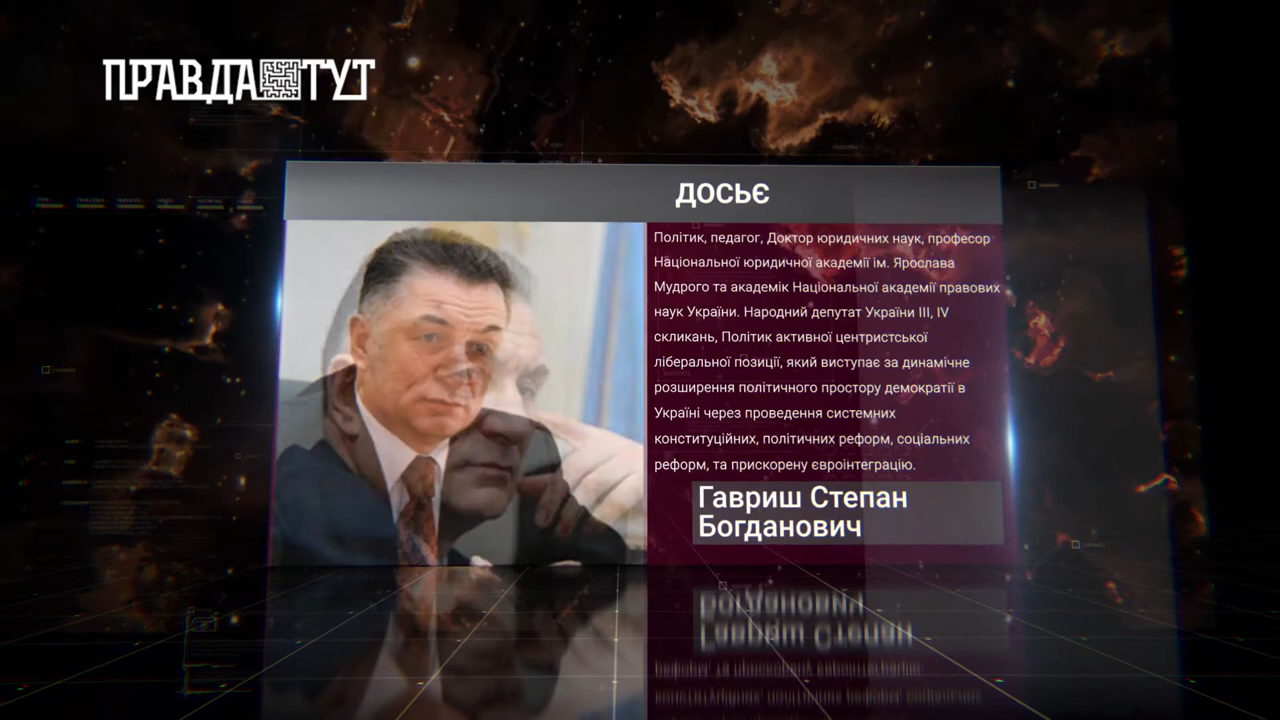 ПРАВДА ТУТ
ДОСЬЄ
Політик, педагог, Доктор юридичних наук, професор
Національної юридичної академії ім. Ярослава
Мудрого та академік Національної академії правових
наук України. Народний депутат України III, IV
скликань, Політик активної центристської
ліберальної позиції, який виступає за динамічне
розширення політичного простору демократії в
Україні через проведення системних
конституційних, політичних реформ, соціальних
реформ, та прискорену євроінтеграцію.
Гавриш Степан
Богданович